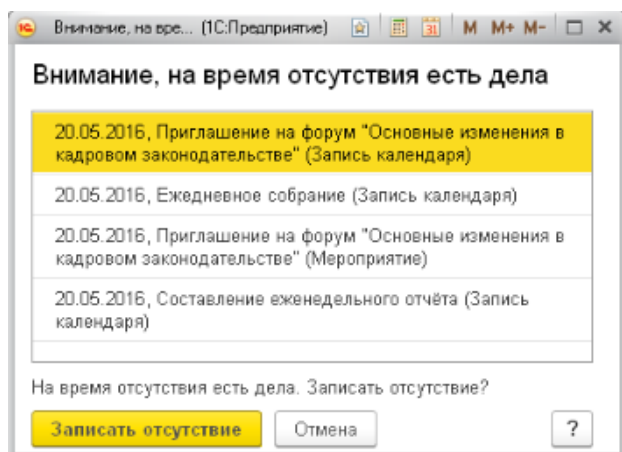 Внимание, на вре... (1С:Предприятие) 31 M M+ M-
Внимание, на время отсутствия есть дела
20.05.2016, Приглашение на форум "Основные изменения в
кадровом законодательстве" (Запись календаря)
20.05.2016, Ежедневное собрание (Запись календаря)
20.05.2016, Приглашение на форум "Основные изменения в
кадровом законодательстве" (Мероприятие)
20.05.2016, Составление еженедельного отчёта (Запись
календаря)
На время отсутствия есть дела. Записать отсутствие?
Записать отсутствие Отмена ?